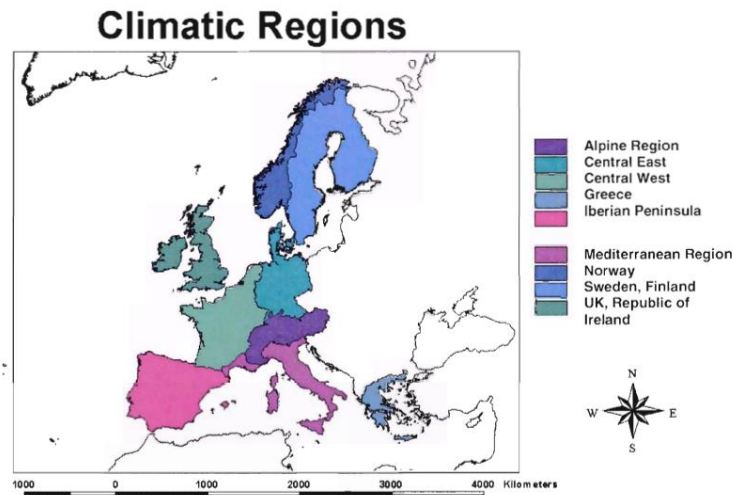 Climatic Regions
Alpine Region
Central East
Central West
Greece
Iberian Peninsula
Mediterranean Region
Norway
Sweden, Finland
UK, Republic of
Ireland
N
W E
S
1000 0 1000 2000 3000 4000 Kilometers